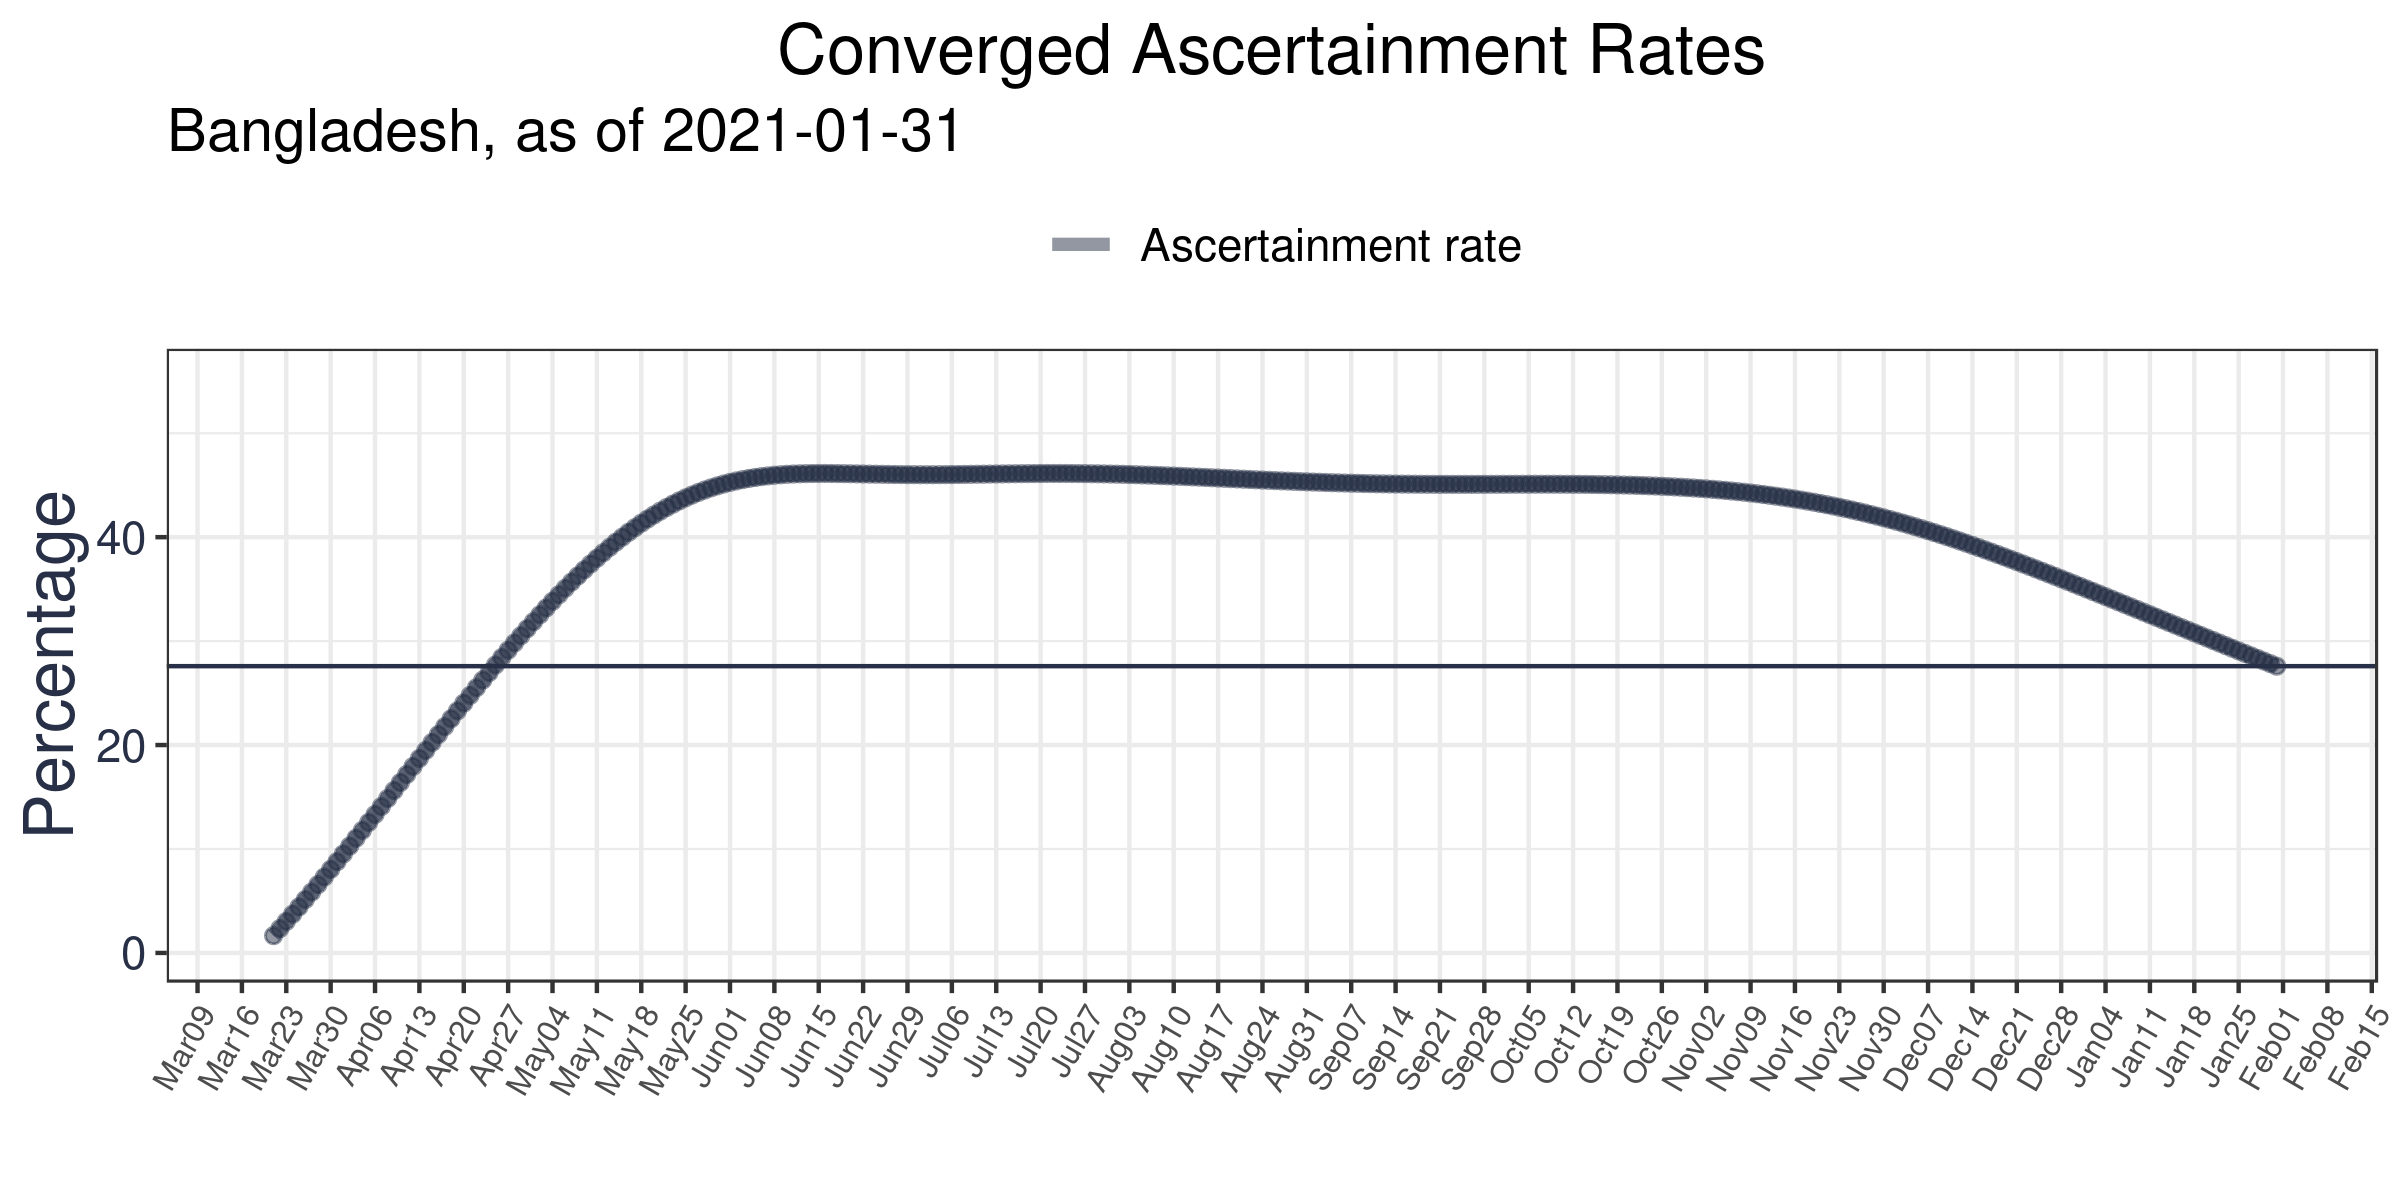 Converged Ascertainment Rates
Bangladesh, as of 2021-01-31
Ascertainment rate
Percentage
40
20
0
Mar09 Mar16 Mar23 Mar30 Apr06 Apr13 Apr20 Apr27 May04 May11 May18 May25 Jun01 Jun08 Jun15 Jun22 Jun29 Jul06 Jul13 Jul20 Jul27 Aug03 Aug10 Aug17 Aug24 Aug31 Sep07 Sep14 Sep21 Sep28 Oct05 Oct12 Oct19 Oct26 Nov02 Nov09 Nov16 Nov23 Nov30 Dec07 Dec14 Dec21 Dec28 Jan04 Jan11 Jan18 Jan25 Feb01 Feb08 Feb15